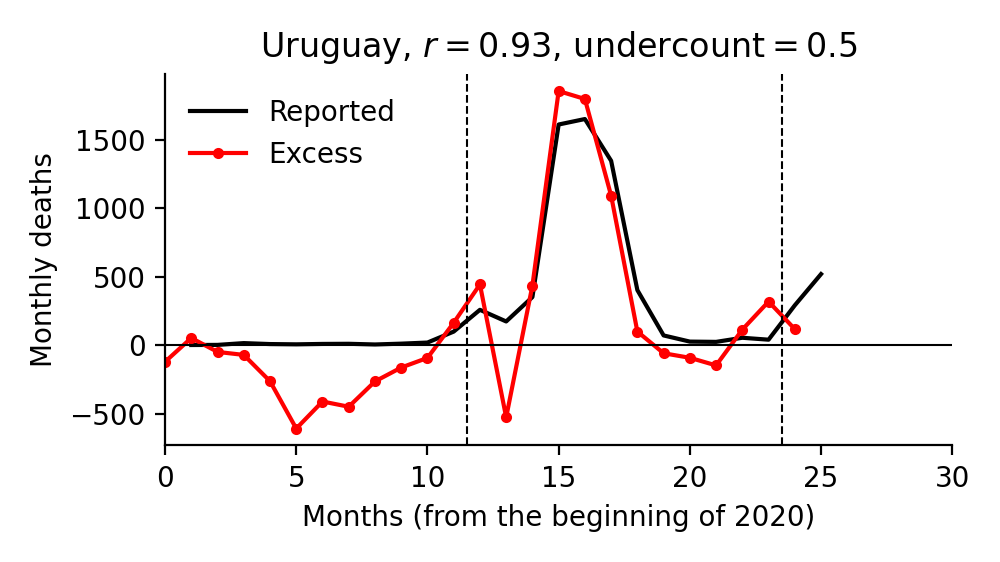 Uruguay, r = 0.93, undercount = 0.5
Reported
Excess
Monthly deaths
1500
1000
500
0
−500
0 5 10 15 20 25 30
Months (from the beginning of 2020)